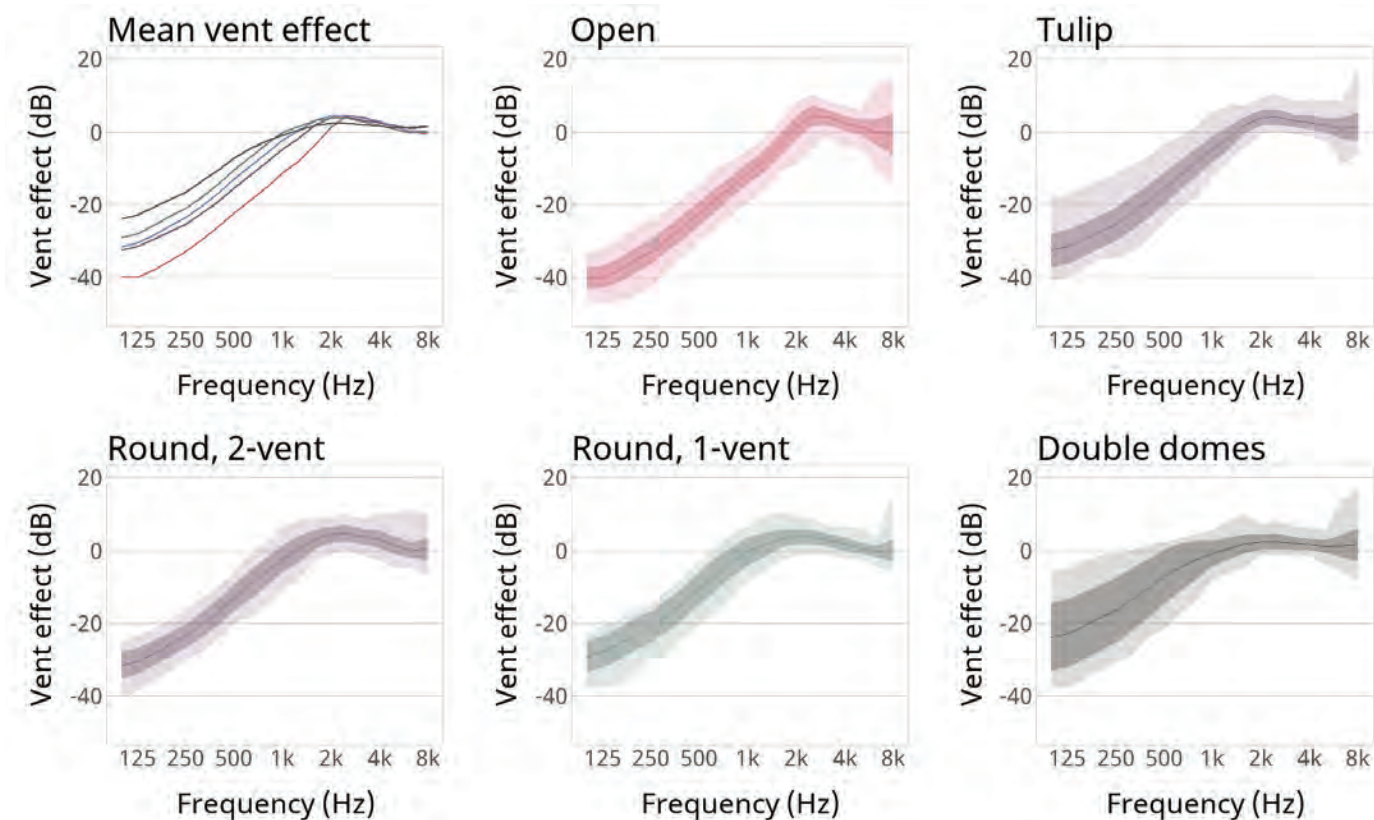 Mean vent effect
Open
Tulip
20
0
-20
-40
Vent effect (dB)
125 250 500 1k 2k 4k 8k
Frequency (Hz)
20
0
-20
-40
Vent effect (dB)
125 250 500 1k 2k 4k 8k
Frequency (Hz)
20
0
-20
-40
Vent effect (dB)
125 250 500 1k 2k 4k 8k
Frequency (Hz)
Round, 2-vent
Round, 1-vent
Double domes
20
0
-20
-40
Vent effect (dB)
125 250 500 1k 2k 4k 8k
Frequency (Hz)
20
0
-20
-40
Vent effect (dB)
125 250 500 1k 2k 4k 8k
Frequency (Hz)
20
0
-20
-40
Vent effect (dB)
125 250 500 1k 2k 4k 8k
Frequency (Hz)